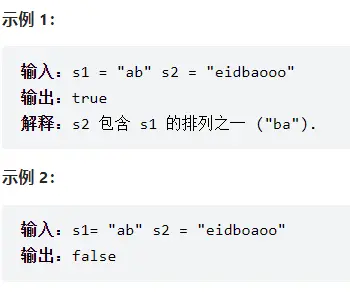 示例 1：
输入：s1 = "ab" s2 = "eidbaooo"
输出：true
解释：s2 包含 s1 的排列之一 ("ba").
示例 2：
输入：s1= "ab" s2 = "eidboaoo"
输出：false